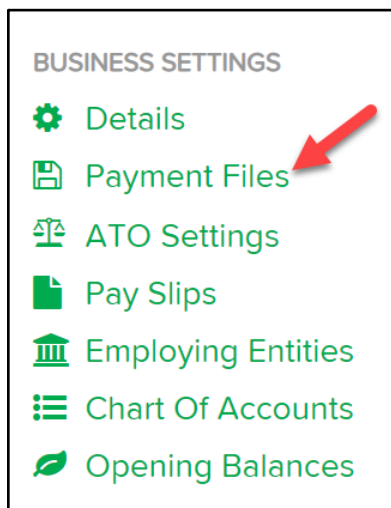 BUSINESS SETTINGS
Details
Payment Files
ATO Settings
Pay Slips
Employing Entities
Chart Of Accounts
Opening Balances